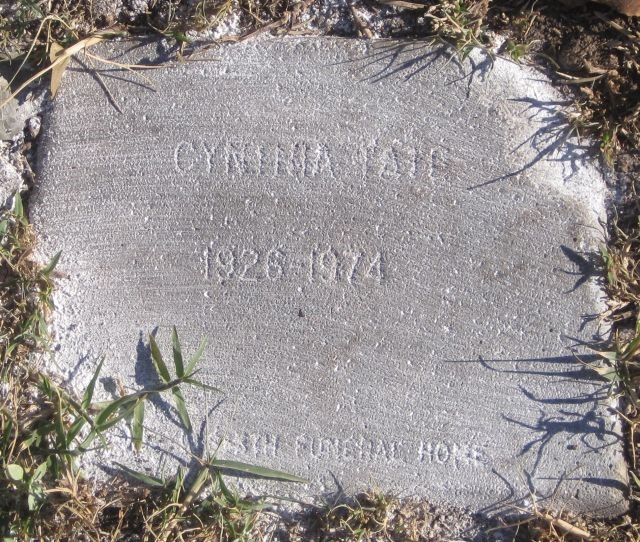 CYNTHIA TATE
1926-1974
FUNERAL HOME